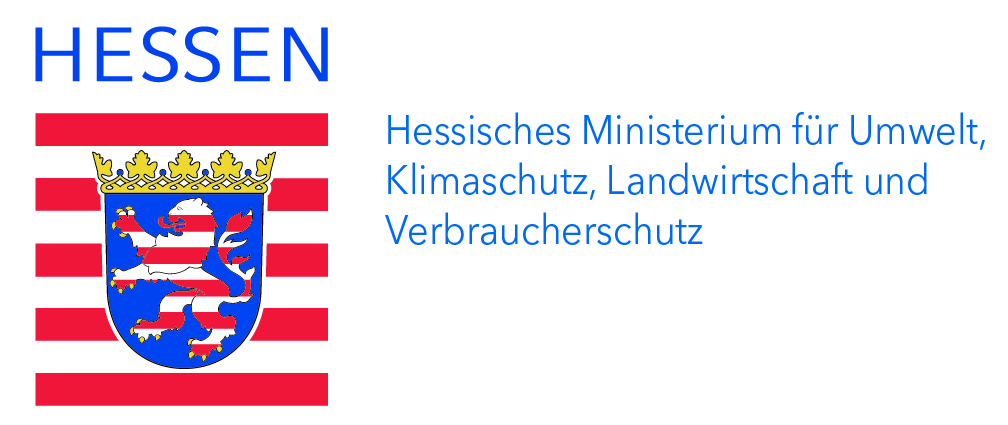 HESSEN
Hessisches Ministerium für Umwelt,
Klimaschutz, Landwirtschaft und
Verbraucherschutz